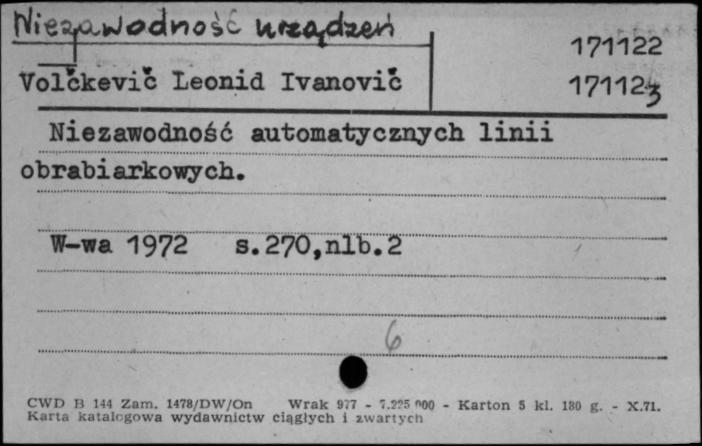 Niezawodność urządzeń
171122
Volčkevič Leonid Ivanovič
171123
Niezawodność automatycznych linii
obrabiarkowych.
W-wa 1972 s.270,nlb.2
6
CWD B 144 Zam. 1478/DW/On Wrak 977 - 7.225 000 - Karton 5 kl. 180 g. - X.71.
Karta katalogowa wydawnictw ciągłych i zwartych